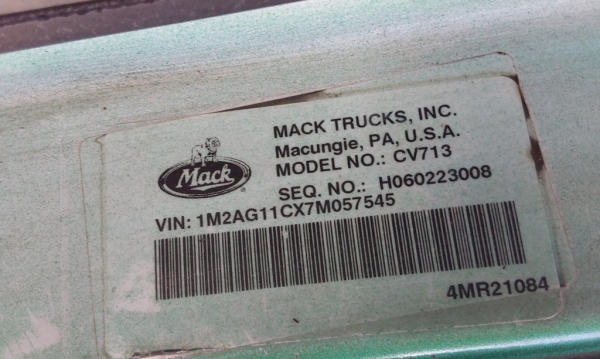 MACK TRUCKS, INC.
Macungie, PA, U.S.A.
MODEL NO.: CV713
Mack
®
SEQ. NO.: H060223008
VIN: 1M2AG11CX7M057545
4MR21084